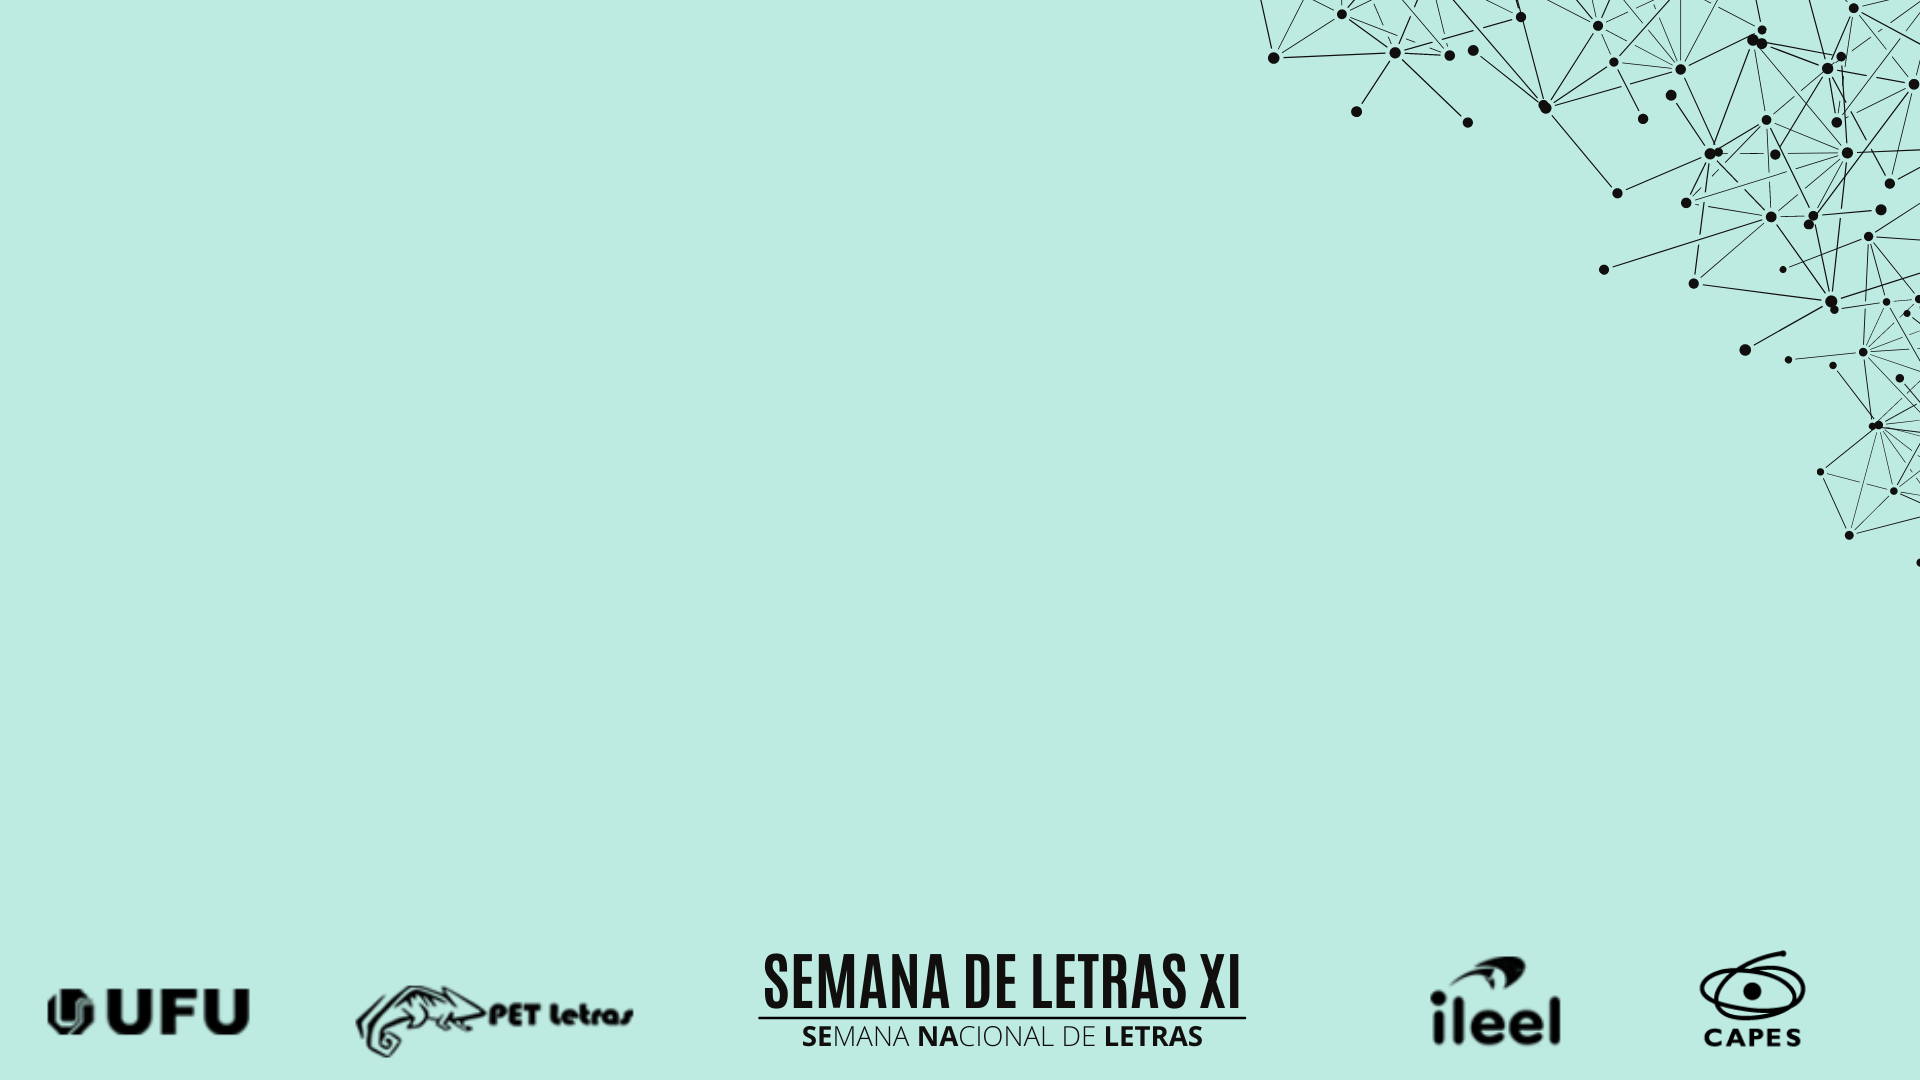 UFU
PET Letras
SEMANA DE LETRAS XI
SEMANA NACIONAL DE LETRAS
ileel
CAPES